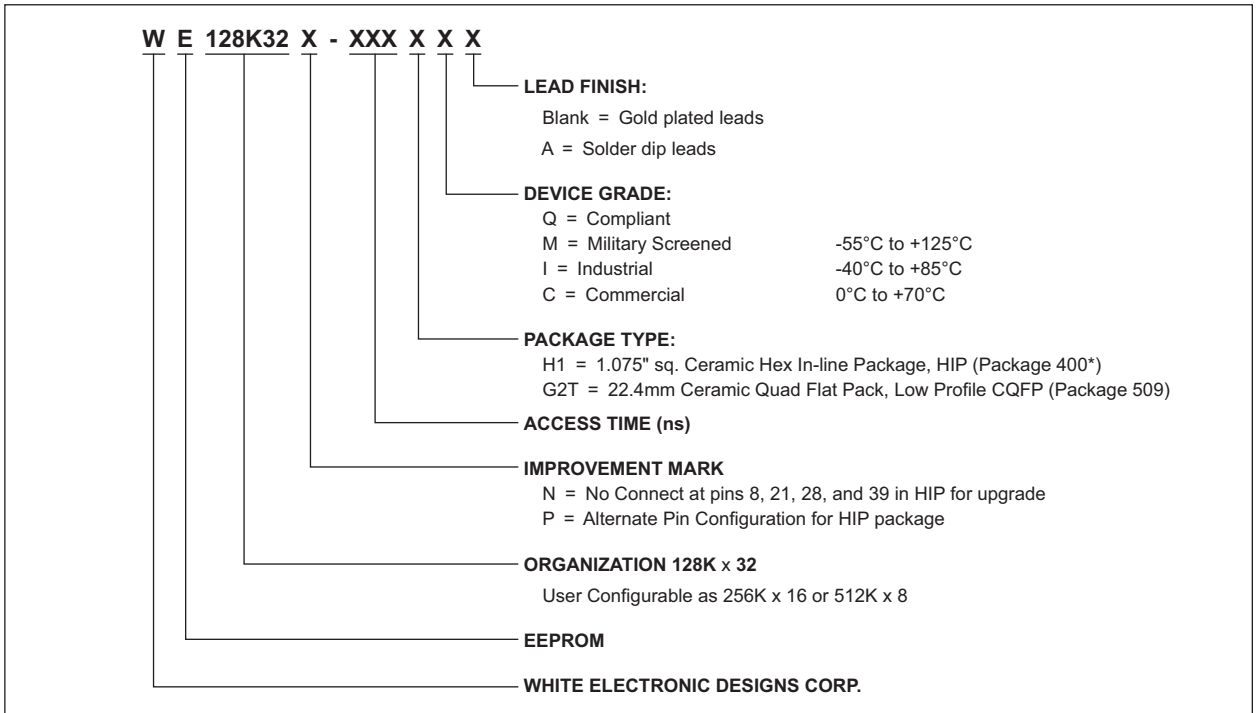 W E 128K32 X - XXX X X X
LEAD FINISH:
Blank = Gold plated leads
A = Solder dip leads
DEVICE GRADE:
Q = Compliant
M = Military Screened -55°C to +125°C
I = Industrial -40°C to +85°C
C = Commercial 0°C to +70°C
PACKAGE TYPE:
H1 = 1.075" sq. Ceramic Hex In-line Package, HIP (Package 400*)
G2T = 22.4mm Ceramic Quad Flat Pack, Low Profile CQFP (Package 509)
ACCESS TIME (ns)
IMPROVEMENT MARK
N = No Connect at pins 8, 21, 28, and 39 in HIP for upgrade
P = Alternate Pin Configuration for HIP package
ORGANIZATION 128K x 32
User Configurable as 256K x 16 or 512K x 8
EEPROM
WHITE ELECTRONIC DESIGNS CORP.